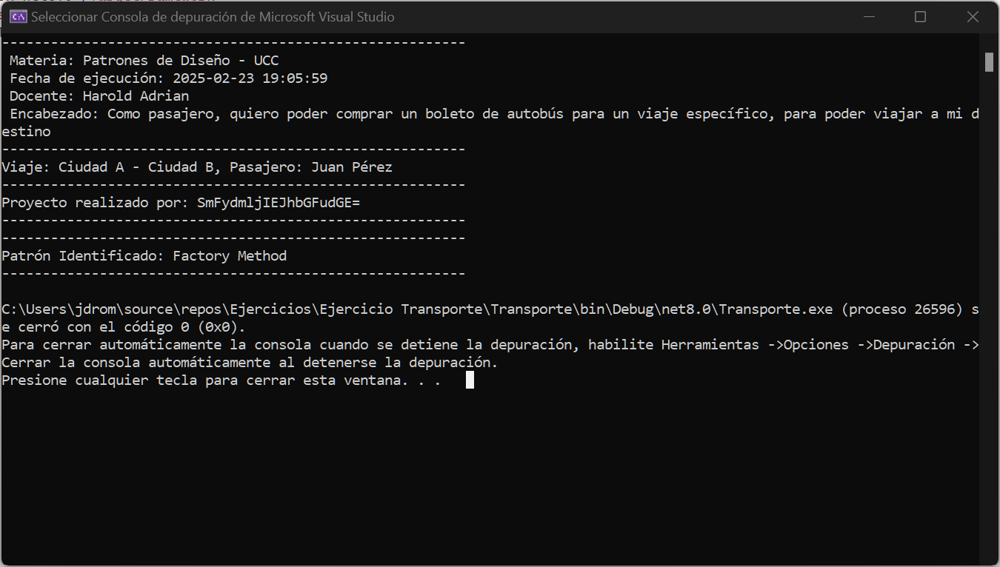 Seleccionar Consola de depuración de Microsoft Visual Studio
---------------------------------------------------------
Materia: Patrones de Diseño - UCC
Fecha de ejecución: 2025-02-23 19:05:59
Docente: Harold Adrian
Encabezado: Como pasajero, quiero poder comprar un boleto de autobús para un viaje específico, para poder viajar a mi d
estino
---------------------------------------------------------
Viaje: Ciudad A - Ciudad B, Pasajero: Juan Pérez
---------------------------------------------------------
Proyecto realizado por: SmFydmljIEJhbGFudGE=
---------------------------------------------------------
---------------------------------------------------------
Patrón Identificado: Factory Method
---------------------------------------------------------
C:\Users\jdrom\source\repos\Ejercicios\Ejercicio Transporte\Transporte\bin\Debug\net8.0\Transporte.exe (proceso 26596) s
e cerró con el código 0 (0x0).
Para cerrar automáticamente la consola cuando se detiene la depuración, habilite Herramientas ->Opciones ->Depuración ->
Cerrar la consola automáticamente al detenerse la depuración.
Presione cualquier tecla para cerrar esta ventana. . .